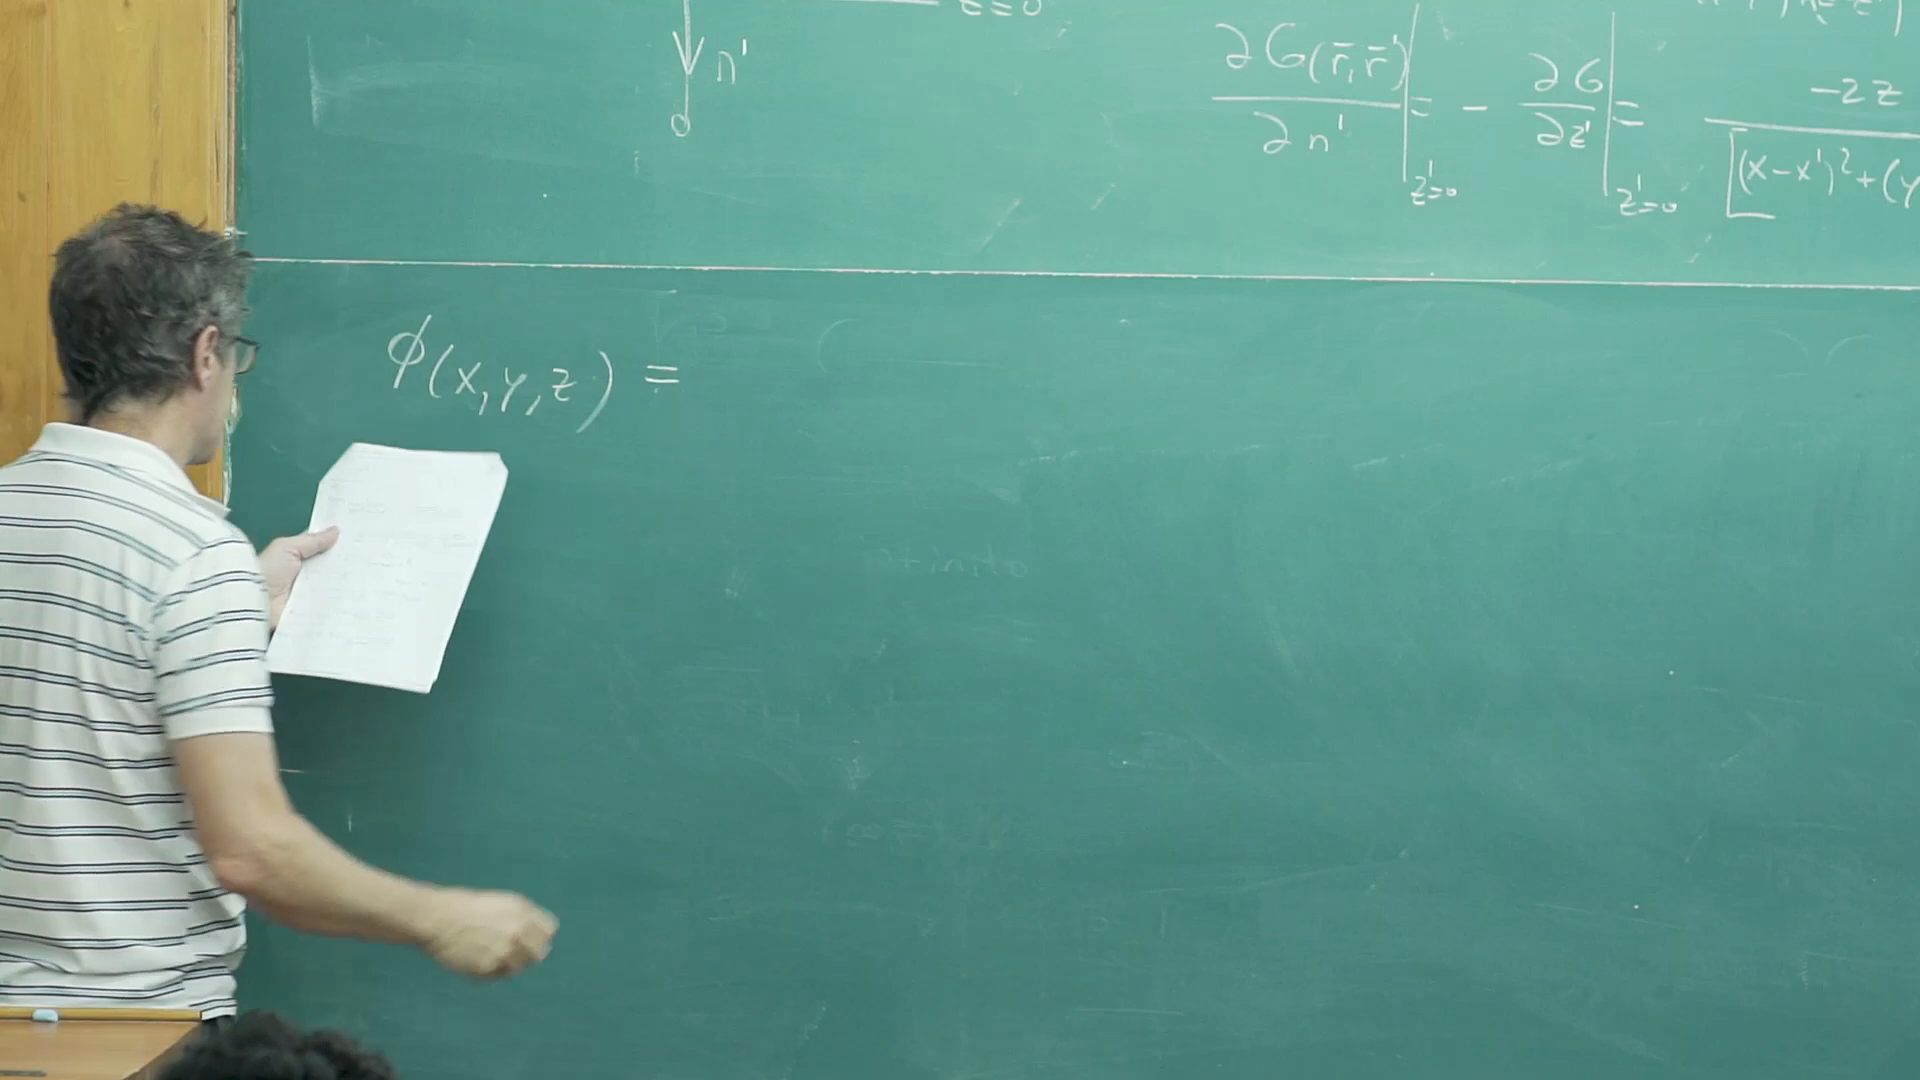 z=0
n'
∂G(r̄,r̄')/∂n' |z'=0 = - ∂G/∂z' |z'=0 = -2z/[(x-x')²+(y
ϕ(x,y,z) =